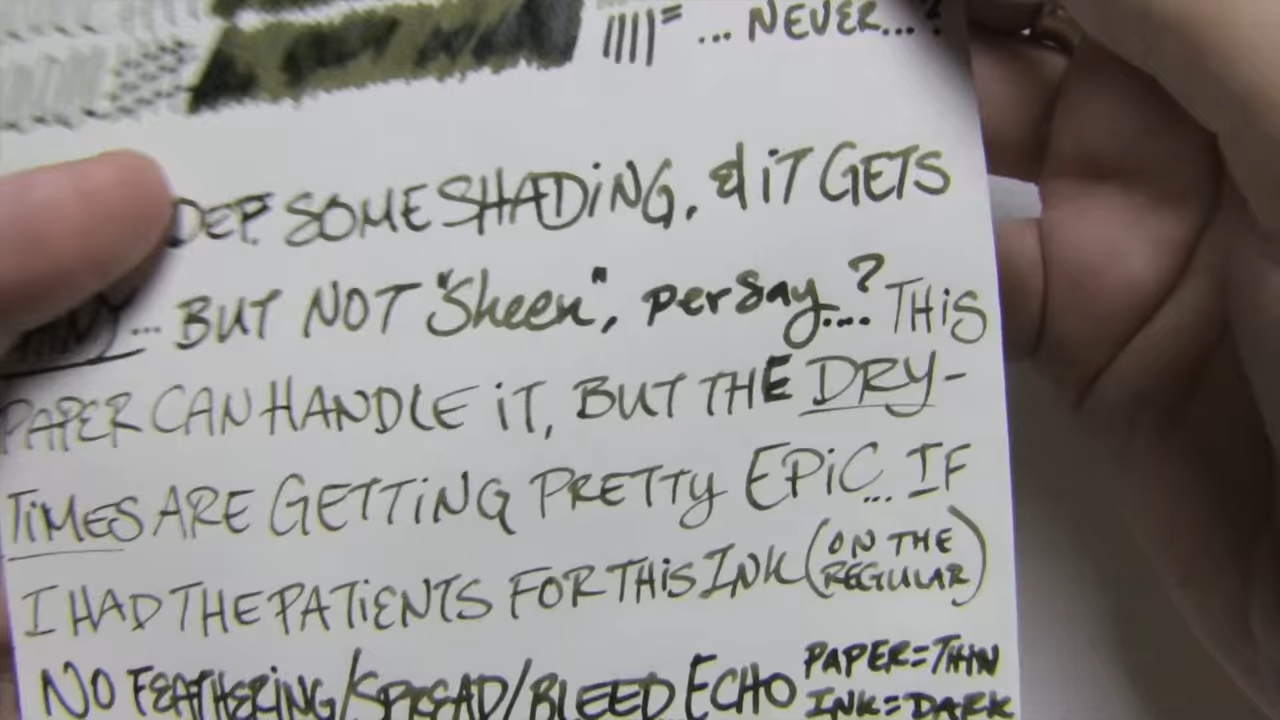 ... NEVER...?
DEF. SOME SHADING, & iT GETS
... BUT NOT "Sheen", per say....? THiS
PAPER CAN HANDLE iT, BUT THE DRY-
TiMES ARE GETTiNG PRETTY EPiC... IF
I HAD THE PATiENTS FOR THiS INK (ON THE REGULAR)
NO FEATHERiNG/SPREAD/BLEED ECHO PAPER=THiN
INK=DARK